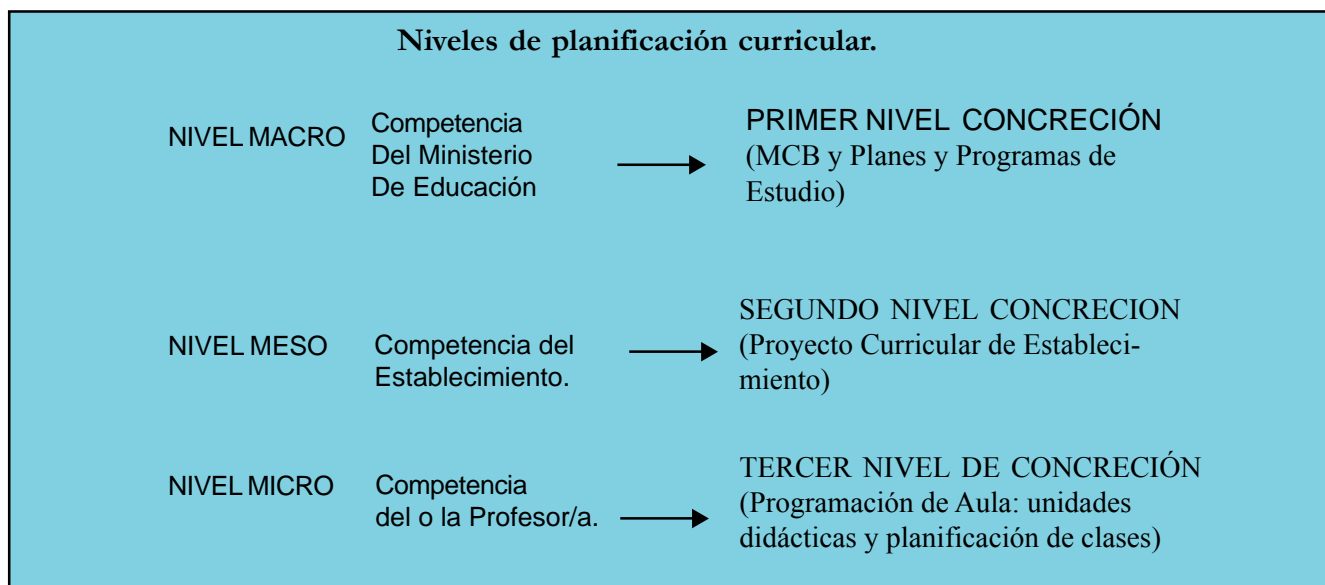 Niveles de planificación curricular.
NIVEL MACRO
Competencia
Del Ministerio
De Educación
PRIMER NIVEL CONCRECIÓN
(MCB y Planes y Programas de
Estudio)
NIVEL MESO
Competencia del
Establecimiento.
SEGUNDO NIVEL CONCRECION
(Proyecto Curricular de Estableci-
miento)
NIVEL MICRO
Competencia
del o la Profesor/a.
TERCER NIVEL DE CONCRECIÓN
(Programación de Aula: unidades
didácticas y planificación de clases)